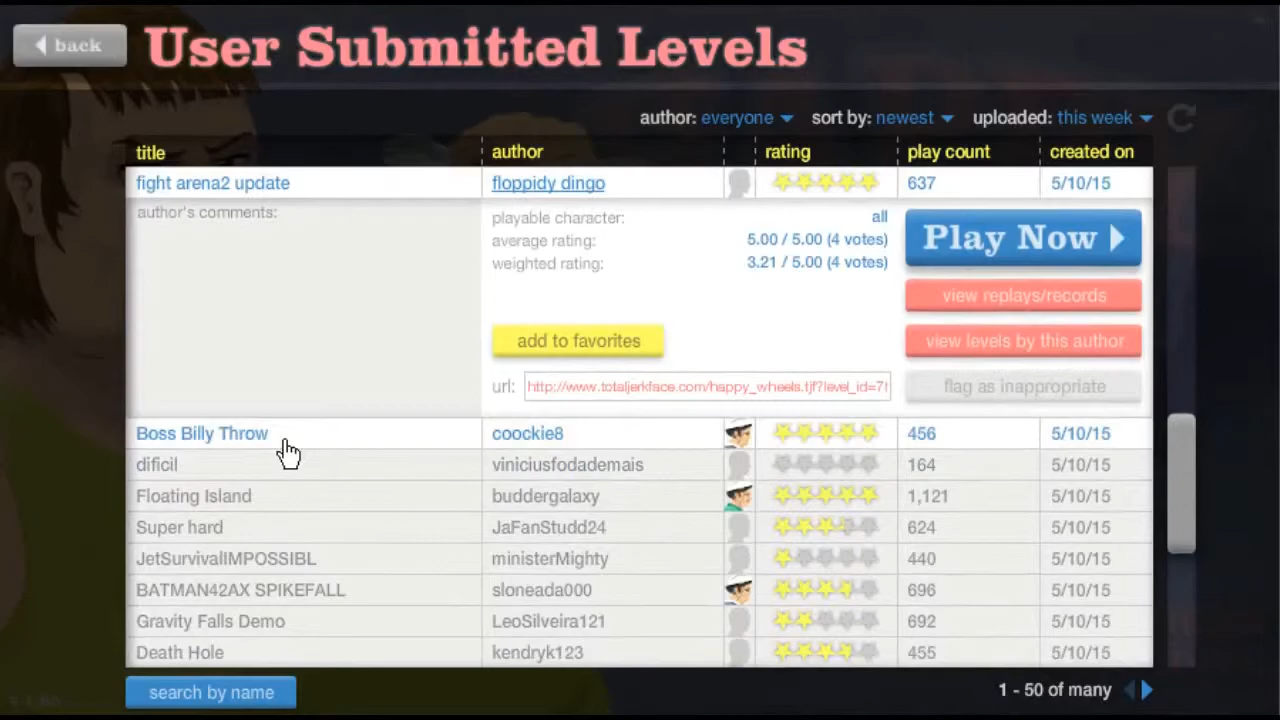 back
User Submitted Levels
author: everyone sort by: newest uploaded: this week
title author rating play count created on
fight arena2 update floppidy dingo 637 5/10/15
author's comments:
playable character: all
average rating: 5.00 / 5.00 (4 votes)
weighted rating: 3.21 / 5.00 (4 votes)
Play Now
view replays/records
add to favorites
view levels by this author
url: http://www.totaljerkface.com/happy_wheels.tjf?level_id=7
flag as inappropriate
Boss Billy Throw coockie8 456 5/10/15
dificil viniciusfodademais 164 5/10/15
Floating Island buddergalaxy 1,121 5/10/15
Super hard JaFanStudd24 624 5/10/15
JetSurvivalIMPOSSIBL ministerMighty 440 5/10/15
BATMAN42AX SPIKEFALL sloneada000 696 5/10/15
Gravity Falls Demo LeoSilveira121 692 5/10/15
Death Hole kendryk123 455 5/10/15
search by name
1 - 50 of many